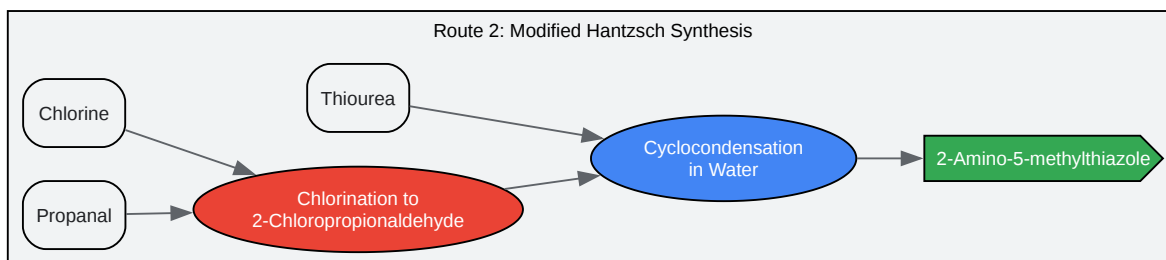 Route 2: Modified Hantzsch Synthesis
Chlorine
Thiourea
Propanal
Chlorination to
2-Chloropropionaldehyde
Cyclocondensation
in Water
2-Amino-5-methylthiazole